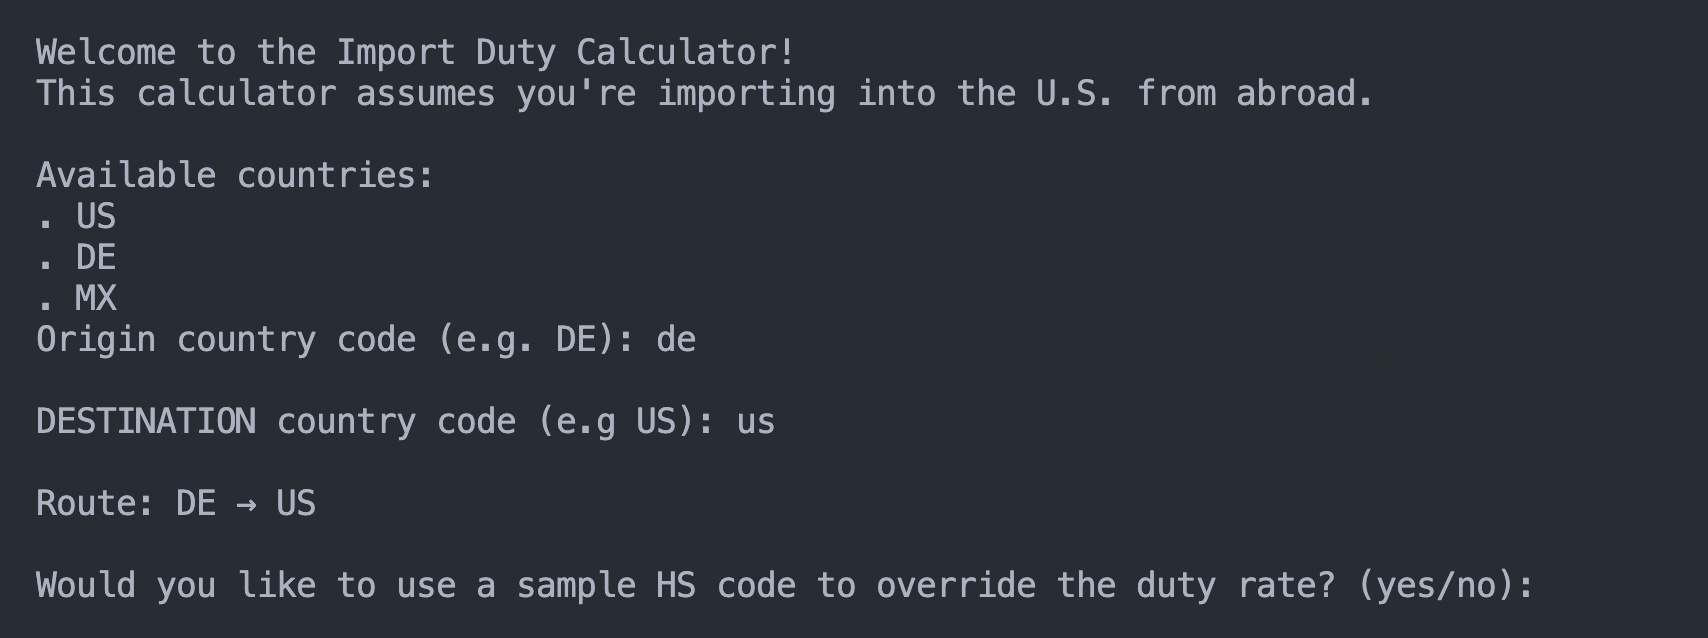 Welcome to the Import Duty Calculator!
This calculator assumes you're importing into the U.S. from abroad.
Available countries:
. US
. DE
. MX
Origin country code (e.g. DE): de
DESTINATION country code (e.g US): us
Route: DE → US
Would you like to use a sample HS code to override the duty rate? (yes/no):